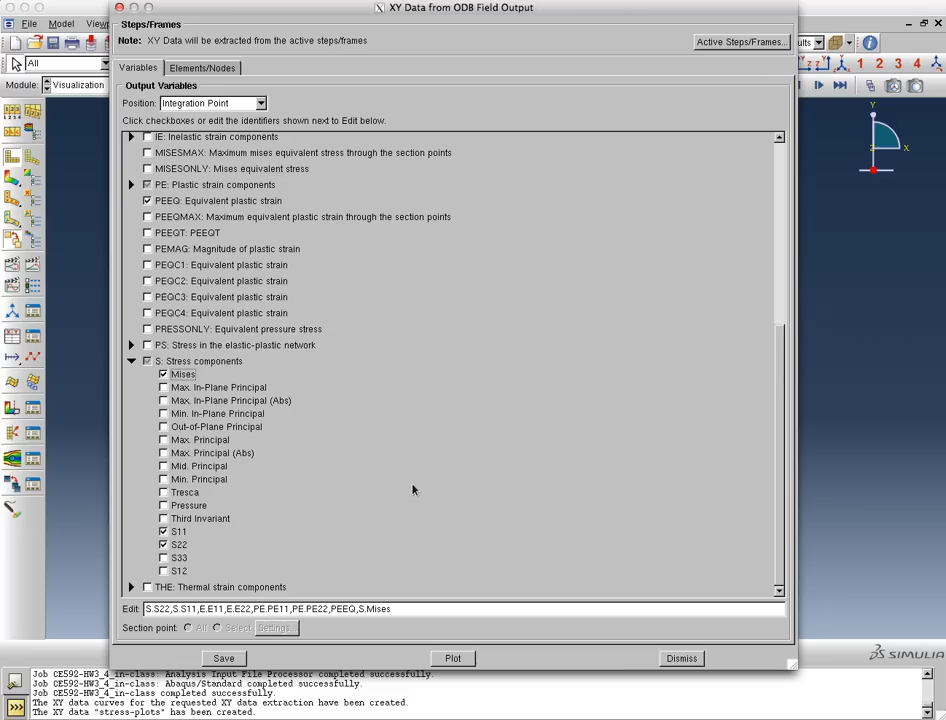 XY Data from ODB Field Output
Steps/Frames
Note: XY Data will be extracted from the active steps/frames
Active Steps/Frames...
File Model View
All
Module: Visualization
1 2 3 4
Variables Elements/Nodes
Output Variables
Position: Integration Point
Click checkboxes or edit the identifiers shown next to Edit below.
IE: Inelastic strain components
MISESMAX: Maximum mises equivalent stress through the section points
MISESONLY: Mises equivalent stress
PE: Plastic strain components
PEEQ: Equivalent plastic strain
PEEQMAX: Maximum equivalent plastic strain through the section points
PEEQT: PEEQT
PEMAG: Magnitude of plastic strain
PEQC1: Equivalent plastic strain
PEQC2: Equivalent plastic strain
PEQC3: Equivalent plastic strain
PEQC4: Equivalent plastic strain
PRESSONLY: Equivalent pressure stress
PS: Stress in the elastic-plastic network
S: Stress components
Mises
Max. In-Plane Principal
Max. In-Plane Principal (Abs)
Min. In-Plane Principal
Out-of-Plane Principal
Max. Principal
Max. Principal (Abs)
Mid. Principal
Min. Principal
Tresca
Pressure
Third Invariant
S11
S22
S33
S12
THE: Thermal strain components
Edit: S.S22,S.S11,E.E11,E.E22,PE.PE11,PE.PE22,PEEQ,S.Mises
Section point: All Select Settings...
Save Plot Dismiss
Y
X
Z
SIMULIA
Job CE592-HW3_4_in-class: Analysis Input File Processor completed successfully.
Job CE592-HW3_4_in-class: Abaqus/Standard completed successfully.
Job CE592-HW3_4_in-class completed successfully.
The XY data curves for the requested XY data extraction have been created.
The XY data "stress-plots" has been created.
>>>